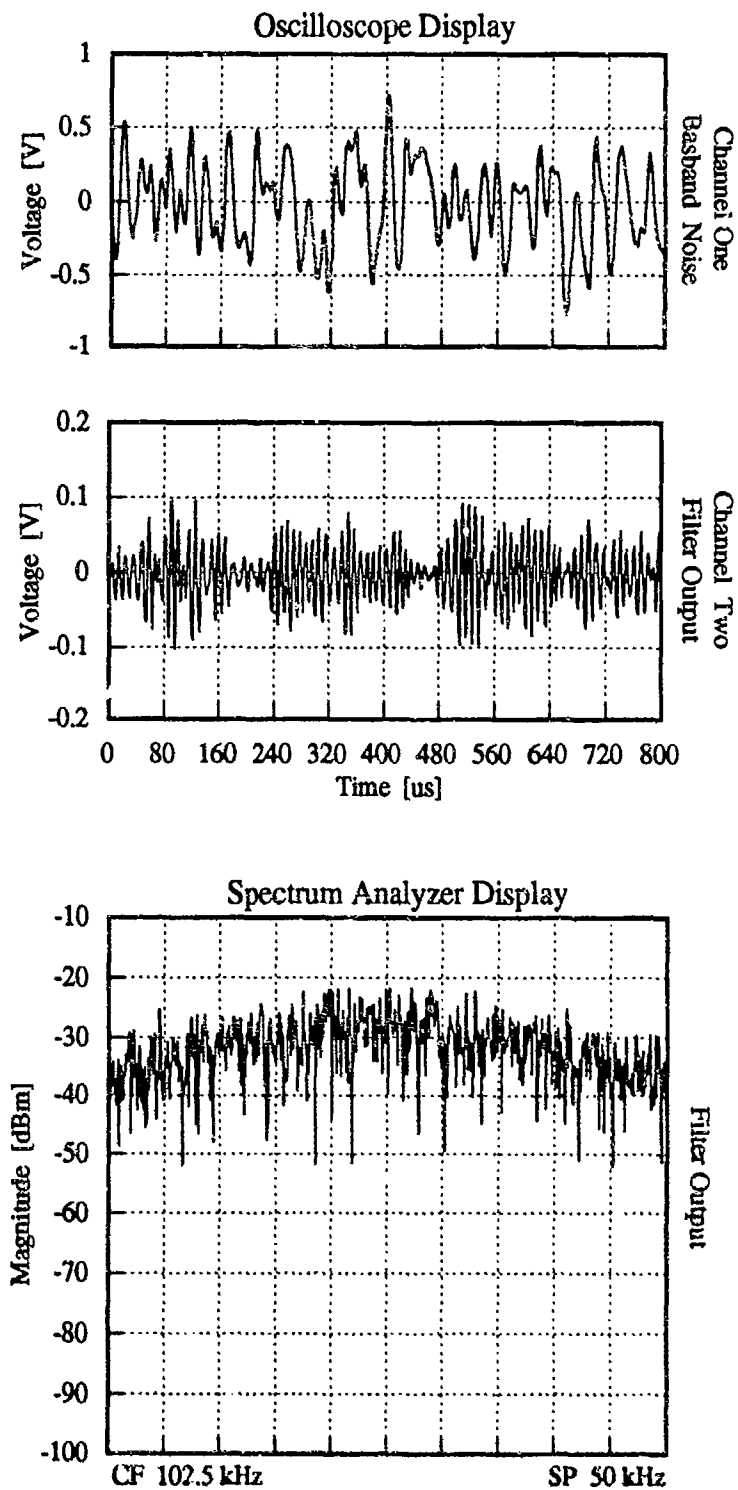 Oscilloscope Display
1
0.5
0
-0.5
-1
Voltage [V]
Channel One
Basband Noise
0.2
0.1
0
-0.1
-0.2
Voltage [V]
Channel Two
Filter Output
0 80 160 240 320 400 480 560 640 720 800
Time [us]
Spectrum Analyzer Display
-10
-20
-30
-40
-50
-60
-70
-80
-90
-100
Magnitude [dBm]
Filter Output
CF 102.5 kHz
SP 50 kHz